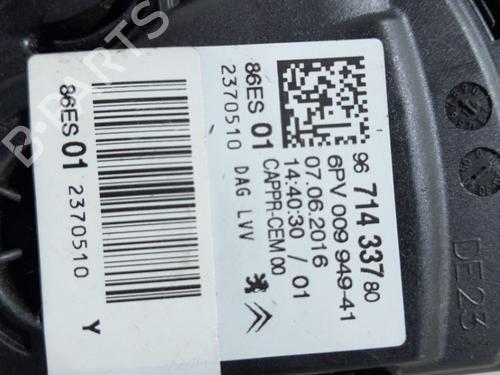 96 714 337 80
6PV 009 949-41
07.06.2016
14:40:30 / 01
86ES 01 CAPPR-CEM 00
2370510 DAG LVV
86ES 01 2370510
Y
DE23
B-PARTS